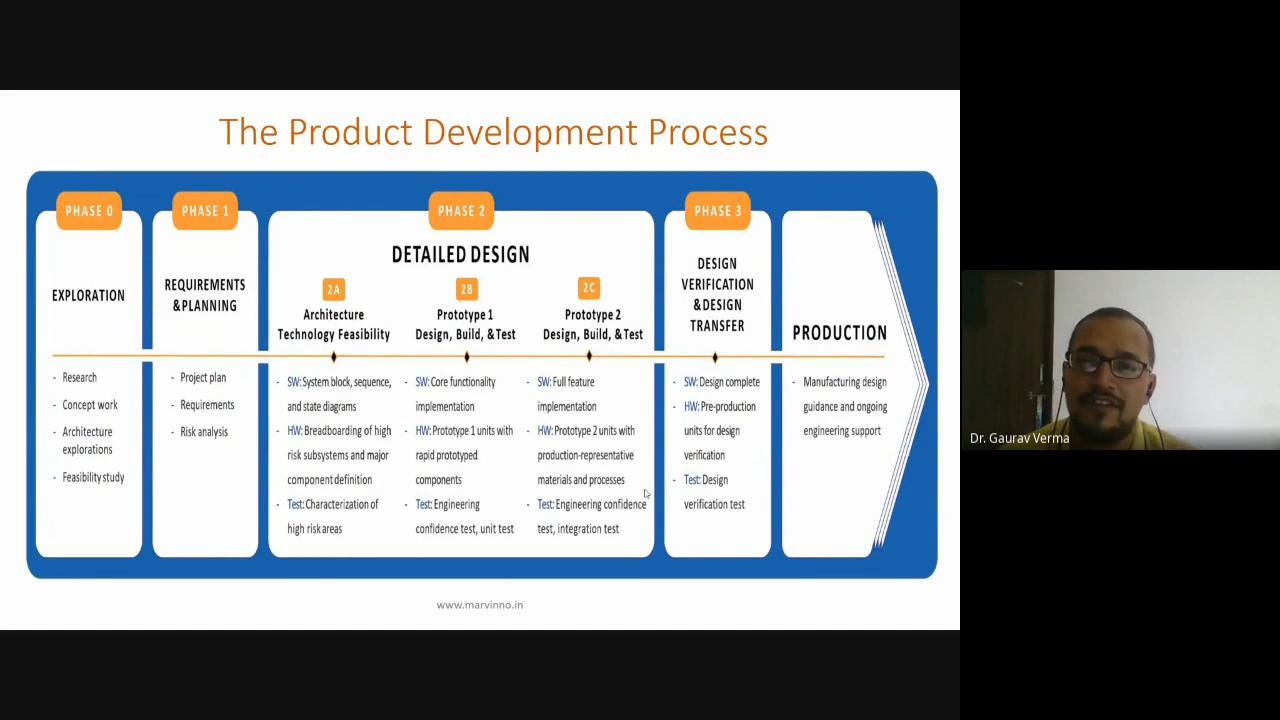 The Product Development Process
PHASE 0
EXPLORATION
- Research
- Concept work
- Architecture
explorations
- Feasibility study
PHASE 1
REQUIREMENTS
& PLANNING
- Project plan
- Requirements
- Risk analysis
PHASE 2
DETAILED DESIGN
2A
Architecture
Technology Feasibility
- SW: System block, sequence,
and state diagrams
- HW: Breadboarding of high
risk subsystems and major
component definition
- Test: Characterization of
high risk areas
2B
Prototype 1
Design, Build, & Test
- SW: Core functionality
implementation
- HW: Prototype 1 units with
rapid prototyped
components
- Test: Engineering
confidence test, unit test
2C
Prototype 2
Design, Build, & Test
- SW: Full feature
implementation
- HW: Prototype 2 units with
production-representative
materials and processes
- Test: Engineering confidence
test, integration test
PHASE 3
DESIGN
VERIFICATION
& DESIGN
TRANSFER
- SW: Design complete
- HW: Pre-production
units for design
verification
- Test: Design
verification test
PRODUCTION
- Manufacturing design
guidance and ongoing
engineering support
www.marvinno.in
Dr. Gaurav Verma